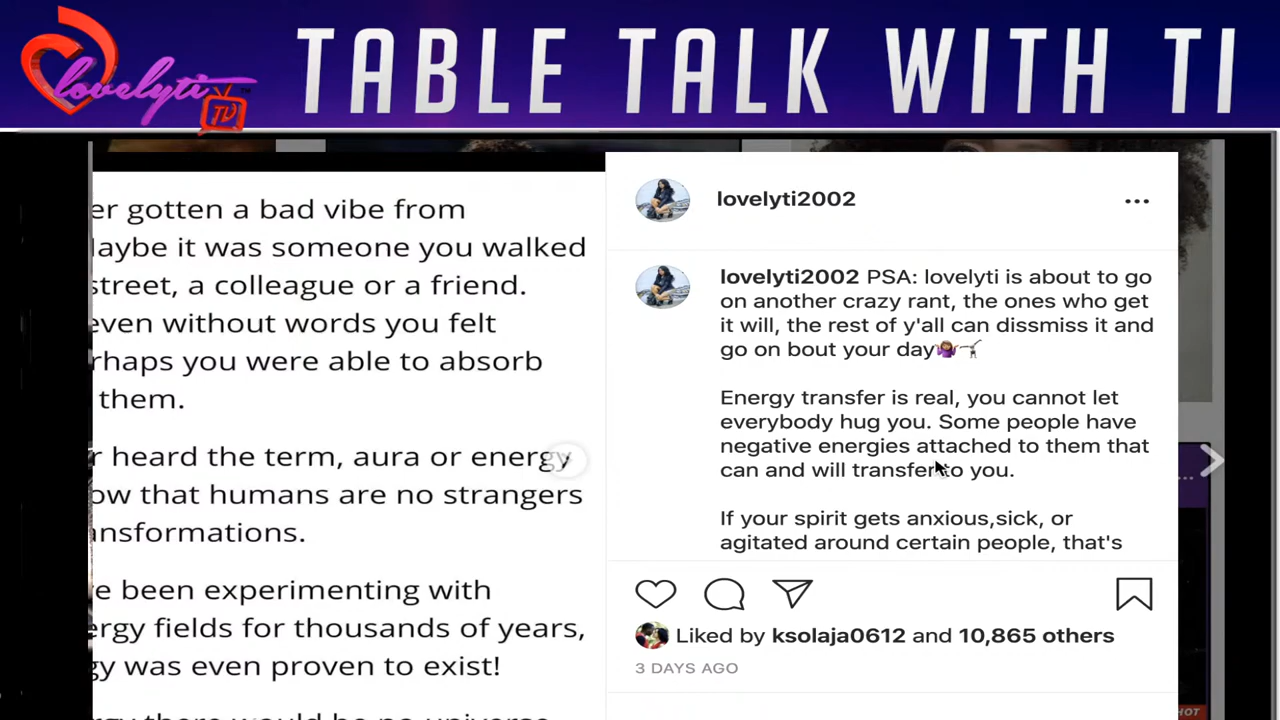 lovelyti
TV
TABLE TALK WITH TI
er gotten a bad vibe from
Maybe it was someone you walked
street, a colleague or a friend.
even without words you felt
rhaps you were able to absorb
them.
r heard the term, aura or energy
ow that humans are no strangers
ansformations.
ve been experimenting with
ergy fields for thousands of years,
gy was even proven to exist!
lovelyti2002
lovelyti2002 PSA: lovelyti is about to go
on another crazy rant, the ones who get
it will, the rest of y'all can dissmiss it and
go on bout your day🤷🏾‍♀️🤸
Energy transfer is real, you cannot let
everybody hug you. Some people have
negative energies attached to them that
can and will transfer to you.
If your spirit gets anxious,sick, or
agitated around certain people, that's
Liked by ksolaja0612 and 10,865 others
3 DAYS AGO
HOT